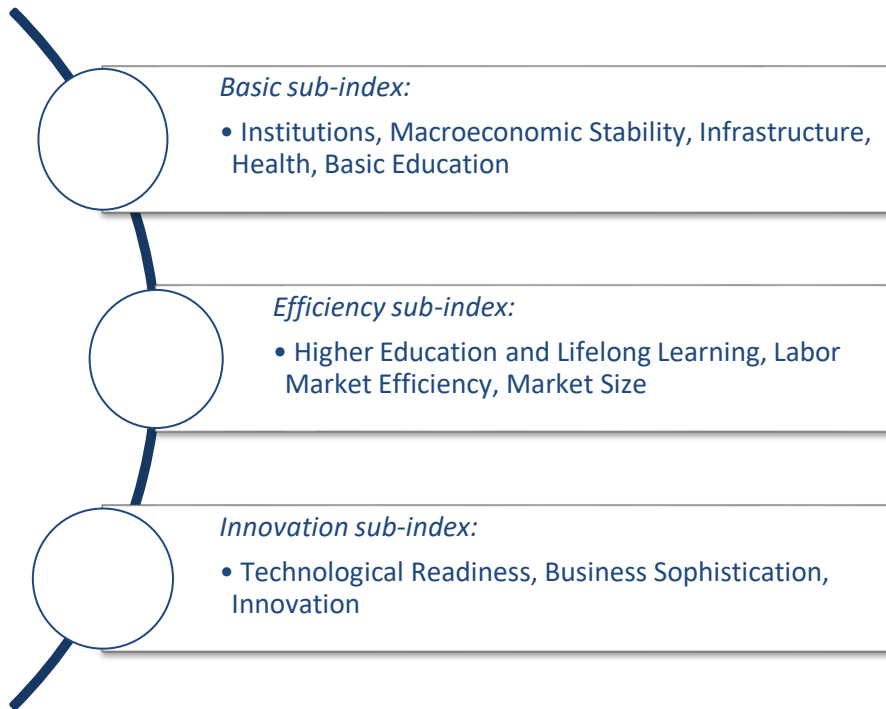 Basic sub-index:
• Institutions, Macroeconomic Stability, Infrastructure,
Health, Basic Education
Efficiency sub-index:
• Higher Education and Lifelong Learning, Labor
Market Efficiency, Market Size
Innovation sub-index:
• Technological Readiness, Business Sophistication,
Innovation